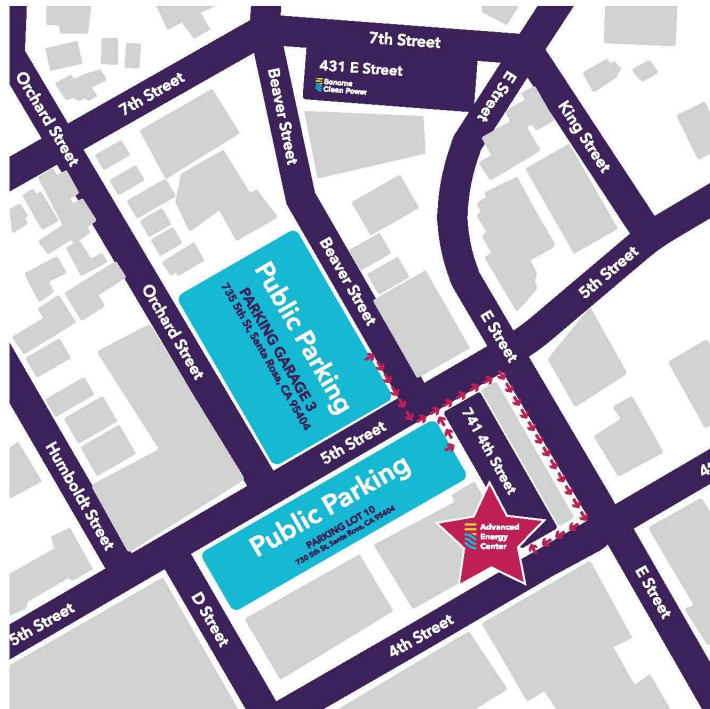 7th Street
431 E Street
Sonoma
Clean Power
E Street
King Street
Orchard Street
7th Street
Beaver Street
Beaver Street
5th Street
Orchard Street
Public Parking
PARKING GARAGE 3
735 5th St, Santa Rosa, CA 95404
E Street
Humboldt Street
5th Street
741 4th Street
Public Parking
PARKING LOT 10
730 5th St, Santa Rosa, CA 95404
Advanced
Energy
Center
4t
E Street
5th Street
D Street
4th Street